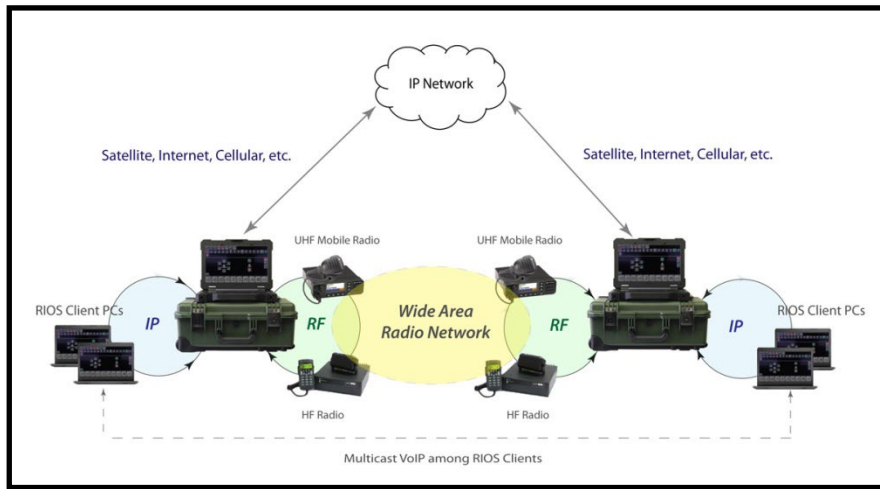 IP Network
Satellite, Internet, Cellular, etc.
Satellite, Internet, Cellular, etc.
UHF Mobile Radio
UHF Mobile Radio
RIOS Client PCs
IP
RF
Wide Area
Radio Network
RF
IP
RIOS Client PCs
HF Radio
HF Radio
Multicast VoIP among RIOS Clients